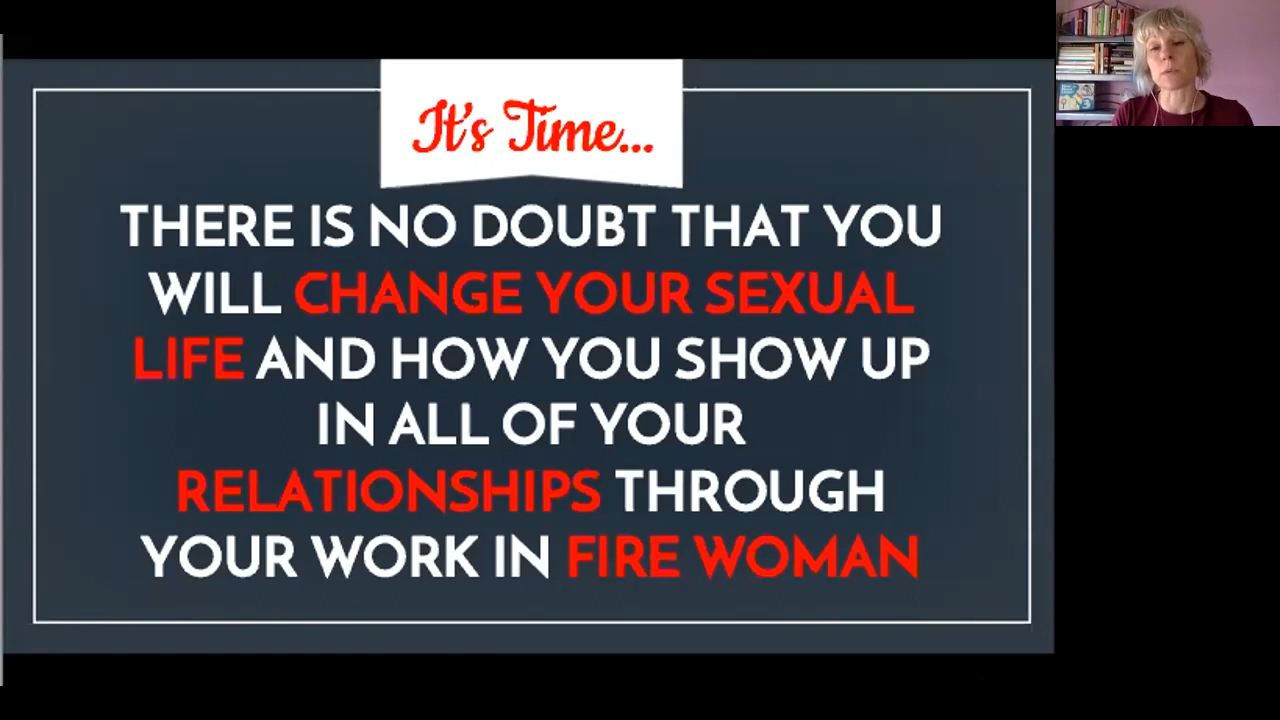 It's Time...
THERE IS NO DOUBT THAT YOU
WILL CHANGE YOUR SEXUAL
LIFE AND HOW YOU SHOW UP
IN ALL OF YOUR
RELATIONSHIPS THROUGH
YOUR WORK IN FIRE WOMAN